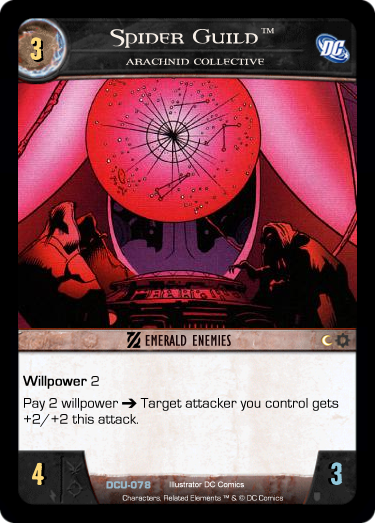 3
Spider Guild™
DC
Arachnid Collective
EMERALD ENEMIES
Willpower 2
Pay 2 willpower ➔ Target attacker you control gets
+2/+2 this attack.
4
DCU-078 Illustrator DC Comics
3
Characters, Related Elements ™ & © DC Comics